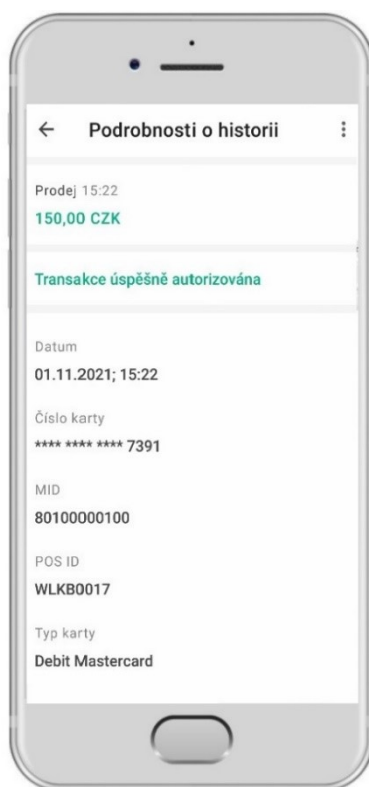 Podrobnosti o historii
Prodej 15:22
150,00 CZK
Transakce úspěšně autorizována
Datum
01.11.2021; 15:22
Číslo karty
**** **** **** 7391
MID
80100000100
POS ID
WLKB0017
Typ karty
Debit Mastercard